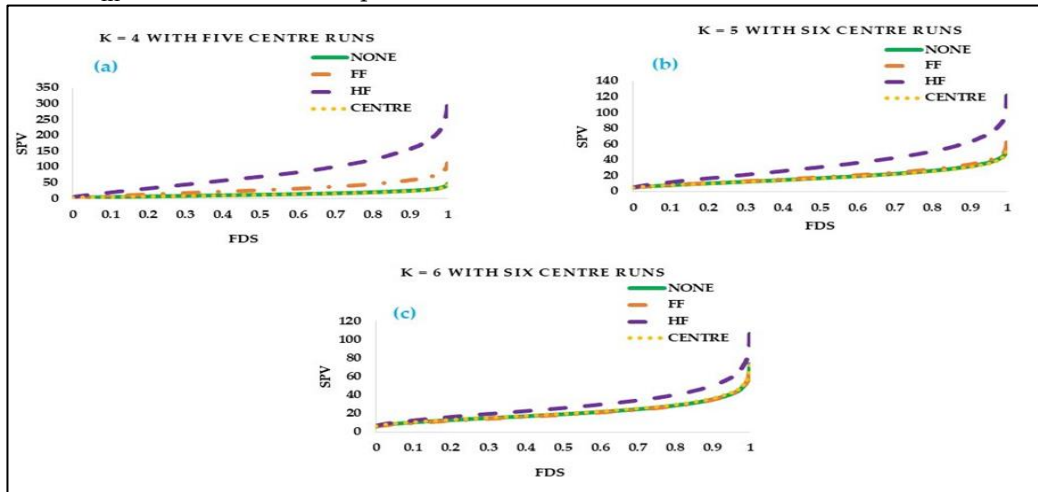 K = 4 WITH FIVE CENTRE RUNS
(a)
NONE
FF
HF
CENTRE
350
300
250
200
150
100
50
0
SPV
0 0.1 0.2 0.3 0.4 0.5 0.6 0.7 0.8 0.9 1
FDS
K = 5 WITH SIX CENTRE RUNS
(b)
NONE
FF
HF
CENTRE
140
120
100
80
60
40
20
0
SPV
0 0.1 0.2 0.3 0.4 0.5 0.6 0.7 0.8 0.9 1
FDS
K = 6 WITH SIX CENTRE RUNS
(c)
NONE
FF
HF
CENTRE
120
100
80
60
40
20
0
SPV
0 0.1 0.2 0.3 0.4 0.5 0.6 0.7 0.8 0.9 1
FDS